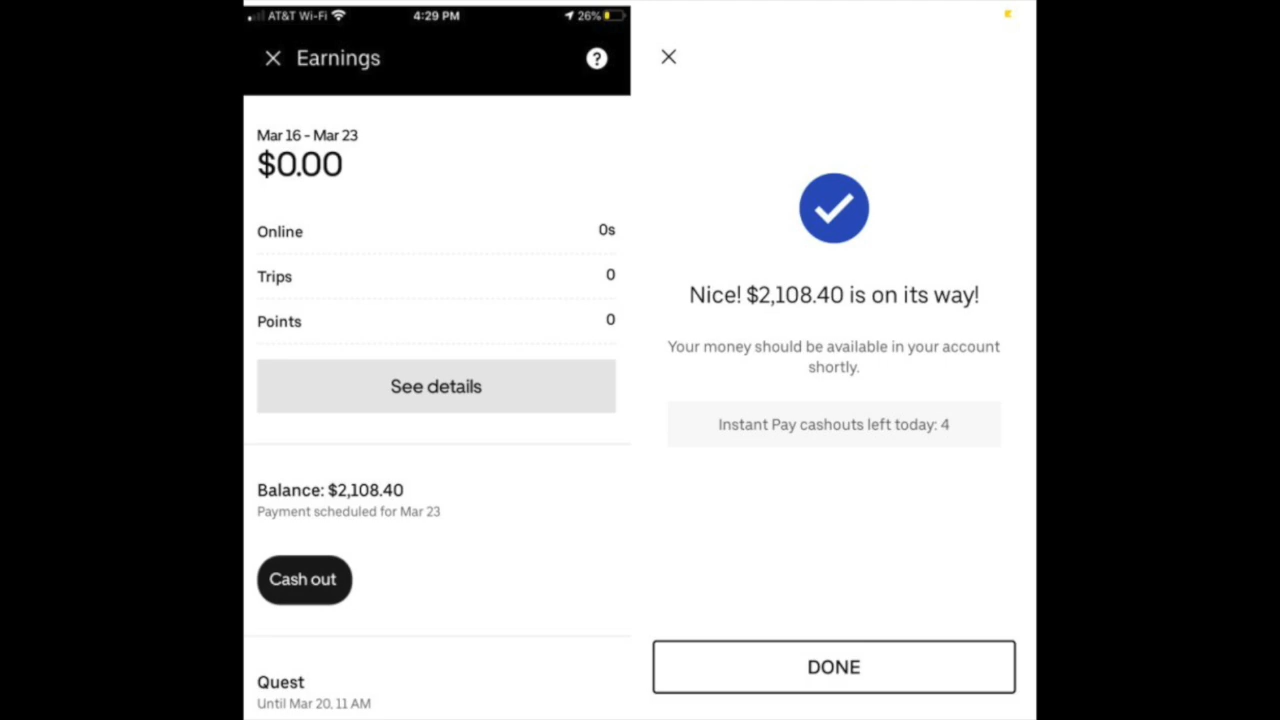 AT&T Wi-Fi 4:29 PM 26%
Earnings
?
Mar 16 - Mar 23
$0.00
Online 0s
Trips 0
Points 0
See details
Balance: $2,108.40
Payment scheduled for Mar 23
Cash out
Quest
Until Mar 20, 11 AM
Nice! $2,108.40 is on its way!
Your money should be available in your account
shortly.
Instant Pay cashouts left today: 4
DONE